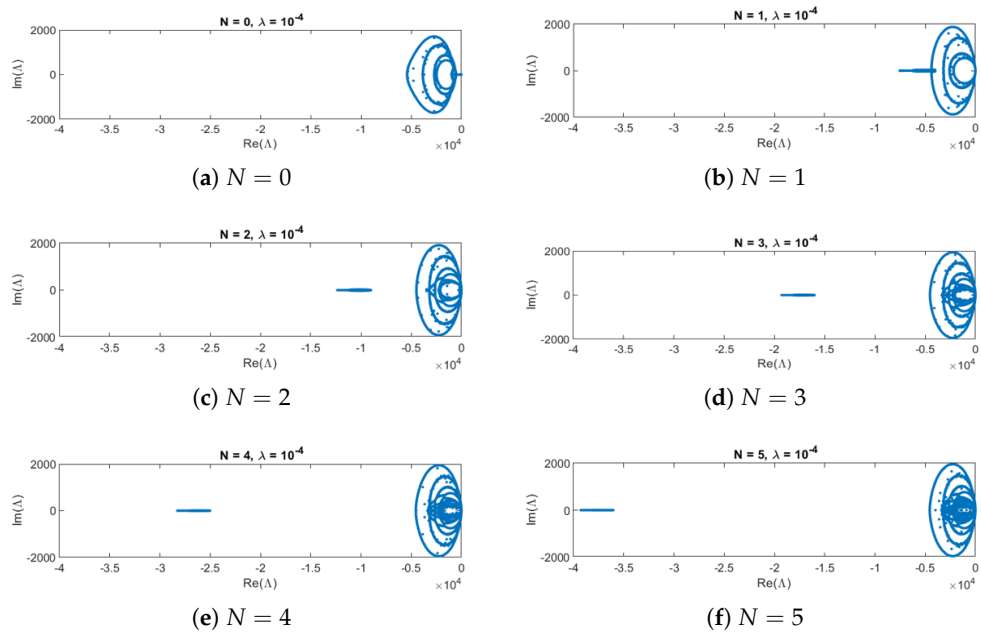 N = 0, λ = 10⁻⁴
2000
0
-2000
Im(Λ)
-4 -3.5 -3 -2.5 -2 -1.5 -1 -0.5 0
Re(Λ)
×10⁴
(a) N = 0
N = 1, λ = 10⁻⁴
2000
0
-2000
Im(Λ)
-4 -3.5 -3 -2.5 -2 -1.5 -1 -0.5 0
Re(Λ)
×10⁴
(b) N = 1
N = 2, λ = 10⁻⁴
2000
0
-2000
Im(Λ)
-4 -3.5 -3 -2.5 -2 -1.5 -1 -0.5 0
Re(Λ)
×10⁴
(c) N = 2
N = 3, λ = 10⁻⁴
2000
0
-2000
Im(Λ)
-4 -3.5 -3 -2.5 -2 -1.5 -1 -0.5 0
Re(Λ)
×10⁴
(d) N = 3
N = 4, λ = 10⁻⁴
2000
0
-2000
Im(Λ)
-4 -3.5 -3 -2.5 -2 -1.5 -1 -0.5 0
Re(Λ)
×10⁴
(e) N = 4
N = 5, λ = 10⁻⁴
2000
0
-2000
Im(Λ)
-4 -3.5 -3 -2.5 -2 -1.5 -1 -0.5 0
Re(Λ)
×10⁴
(f) N = 5